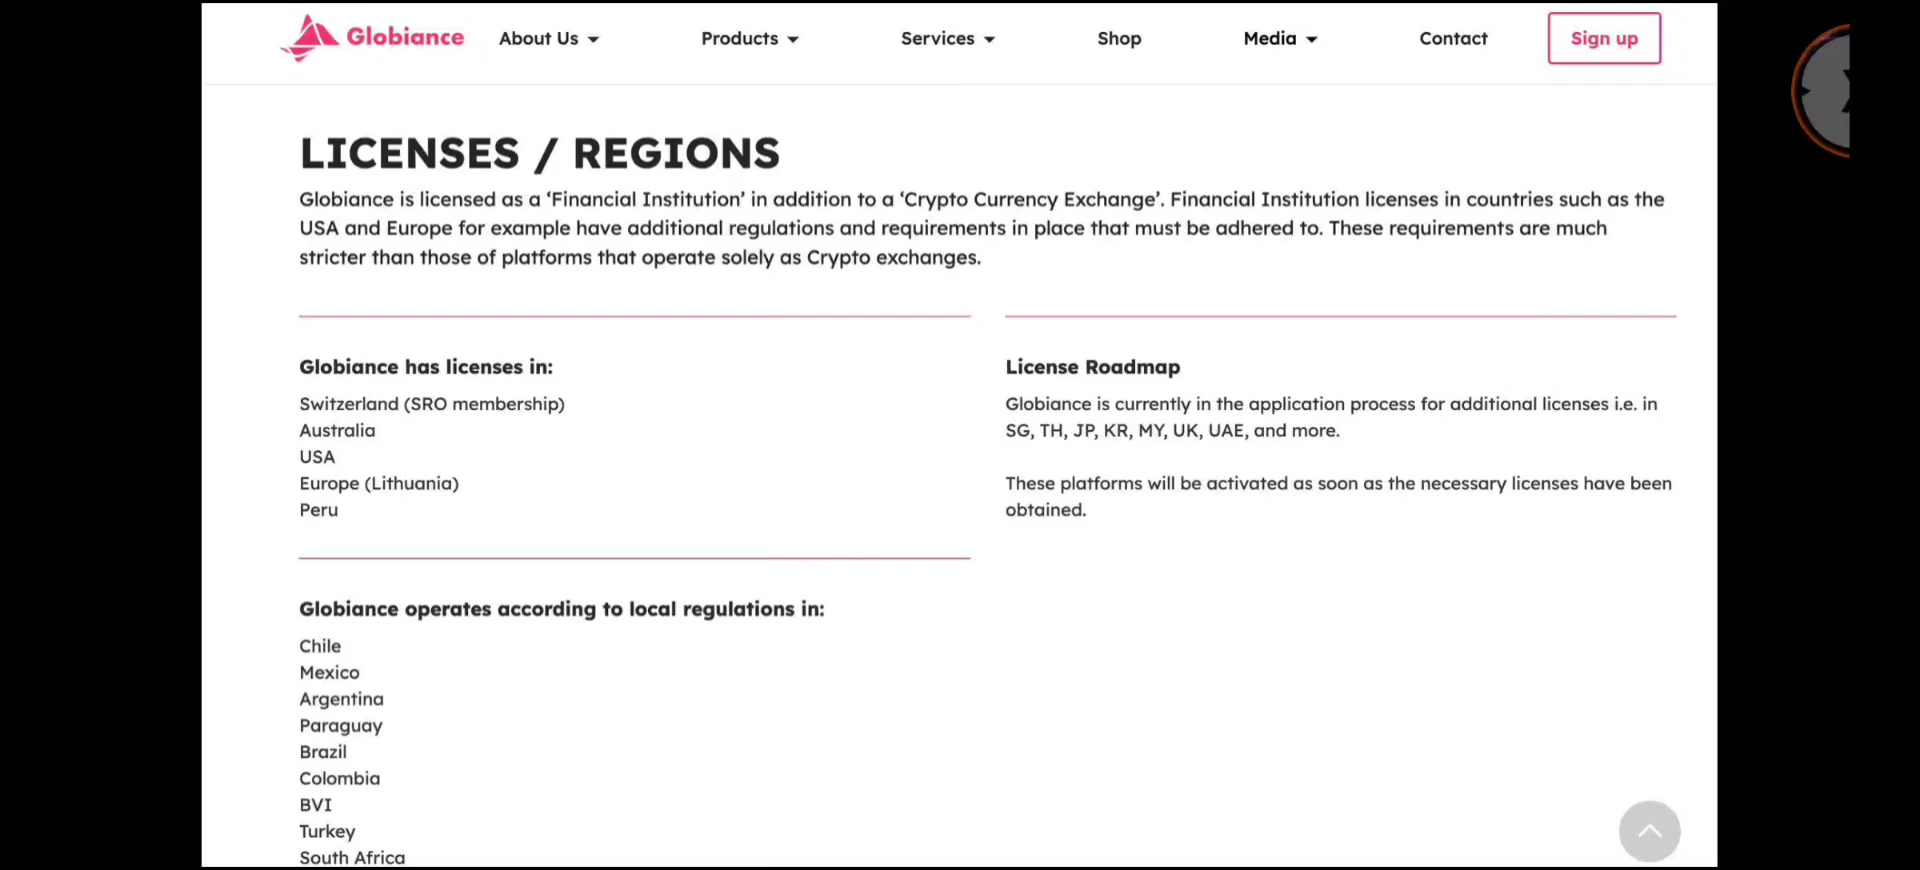 Globiance
About Us
Products
Services
Shop
Media
Contact
Sign up
LICENSES / REGIONS
Globiance is licensed as a ‘Financial Institution’ in addition to a ‘Crypto Currency Exchange’. Financial Institution licenses in countries such as the
USA and Europe for example have additional regulations and requirements in place that must be adhered to. These requirements are much
stricter than those of platforms that operate solely as Crypto exchanges.
Globiance has licenses in:
Switzerland (SRO membership)
Australia
USA
Europe (Lithuania)
Peru
License Roadmap
Globiance is currently in the application process for additional licenses i.e. in
SG, TH, JP, KR, MY, UK, UAE, and more.
These platforms will be activated as soon as the necessary licenses have been
obtained.
Globiance operates according to local regulations in:
Chile
Mexico
Argentina
Paraguay
Brazil
Colombia
BVI
Turkey
South Africa